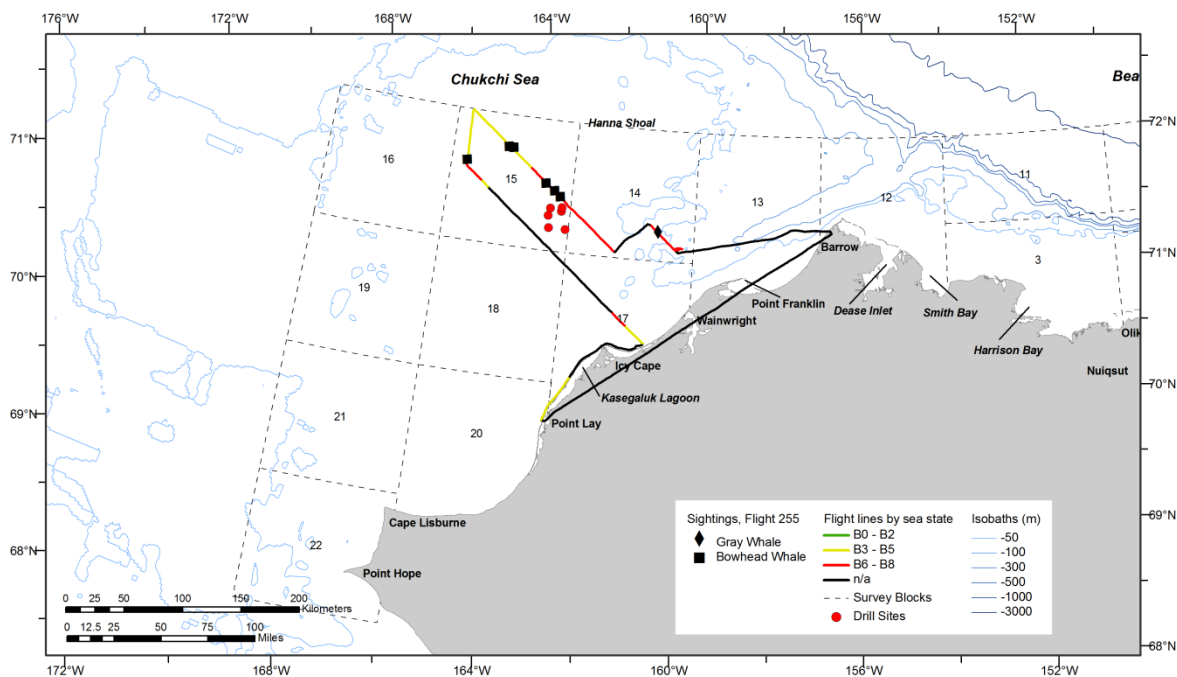 176°W 168°W 164°W 160°W 156°W 152°W
Chukchi Sea
Bea
72°N
71°N
Hanna Shoal
16
15
14
13
12
11
71°N
70°N
Barrow
3
19
18
17
Point Franklin
Dease Inlet
Smith Bay
Wainwright
Harrison Bay
Olik
Icy Cape
Nuiqsut
70°N
Kasegaluk Lagoon
69°N
21
20
Point Lay
Cape Lisburne
69°N
68°N
22
Point Hope
Sightings, Flight 255
Gray Whale
Bowhead Whale
Flight lines by sea state
B0 - B2
B3 - B5
B6 - B8
n/a
Survey Blocks
Drill Sites
Isobaths (m)
-50
-100
-300
-500
-1000
-3000
0 25 50 100 150 200
Kilometers
0 12.5 25 50 75 100
Miles
68°N
172°W 168°W 164°W 160°W 156°W 152°W